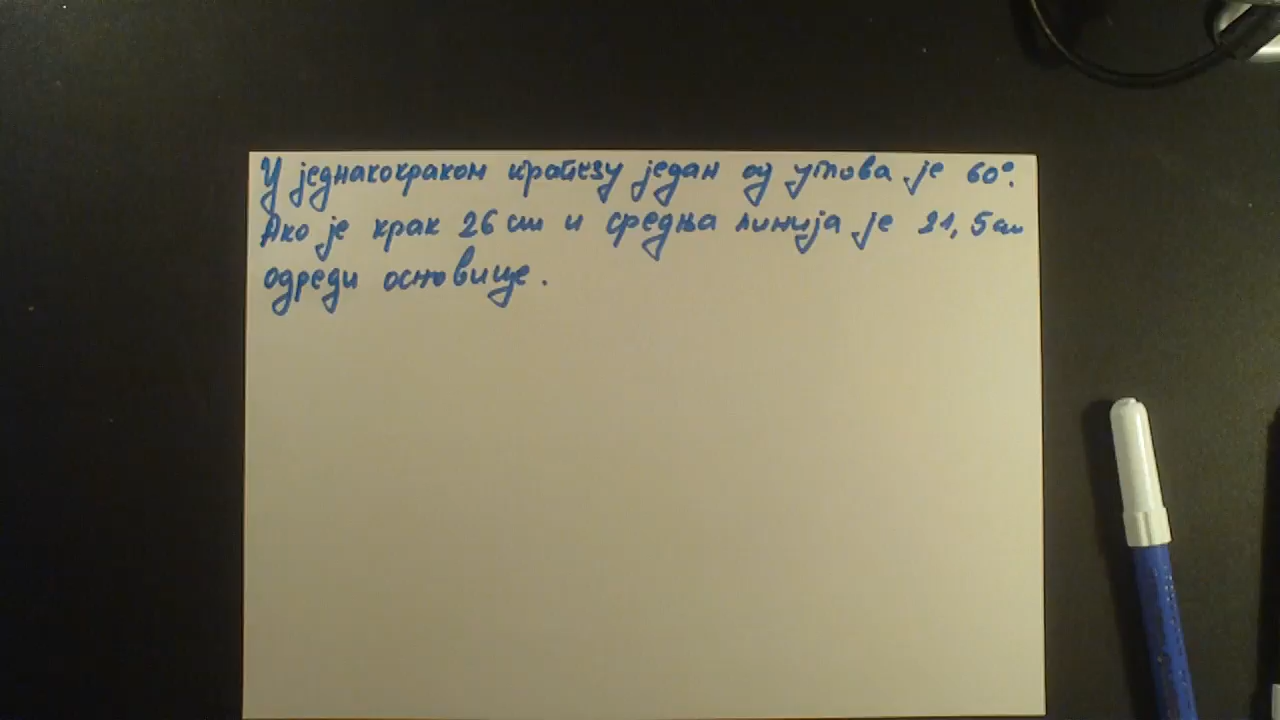 У једнакокраком трапезу један од углова је 60°.
Ако је крак 26 cm и средња линија је 21,5 cm
одреди основице.